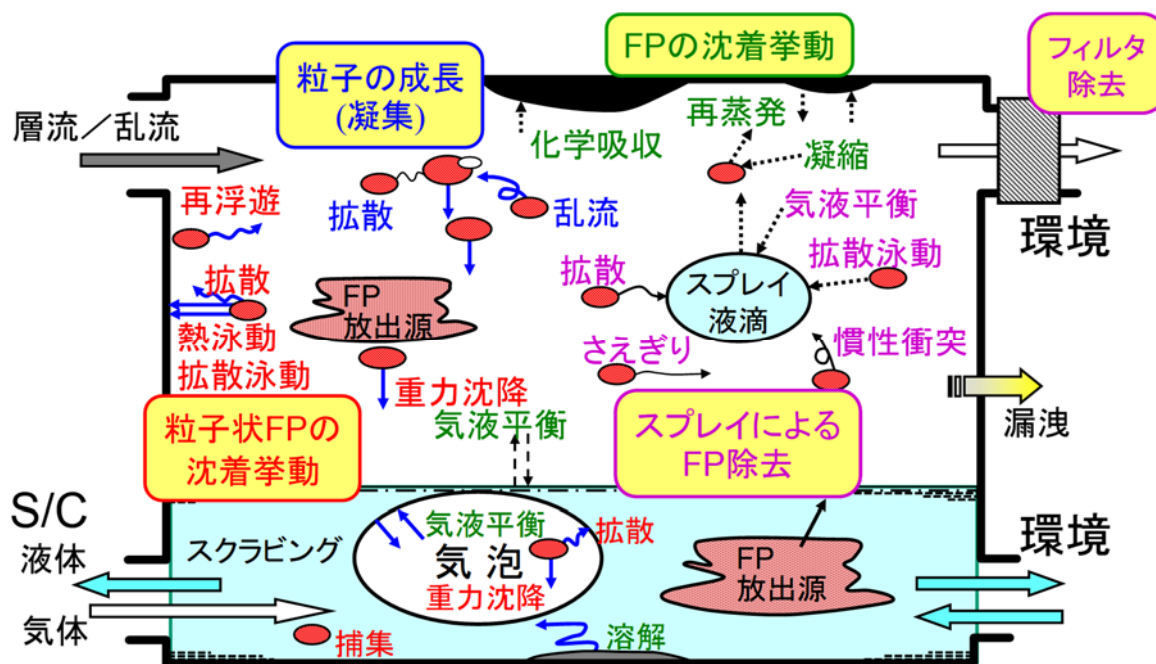 FPの沈着挙動
フィルタ
除去
粒子の成長
(凝集)
層流／乱流
化学吸収
再蒸発
凝縮
再浮遊
拡散
乱流
気液平衡
環境
拡散
熱泳動
拡散泳動
FP
放出源
拡散
スプレイ
液滴
拡散泳動
さえぎり
慣性衝突
重力沈降
漏洩
粒子状FPの
沈着挙動
気液平衡
スプレイによる
FP除去
S/C
液体
気体
スクラビング
気液平衡
気泡
重力沈降
拡散
FP
放出源
環境
捕集
溶解